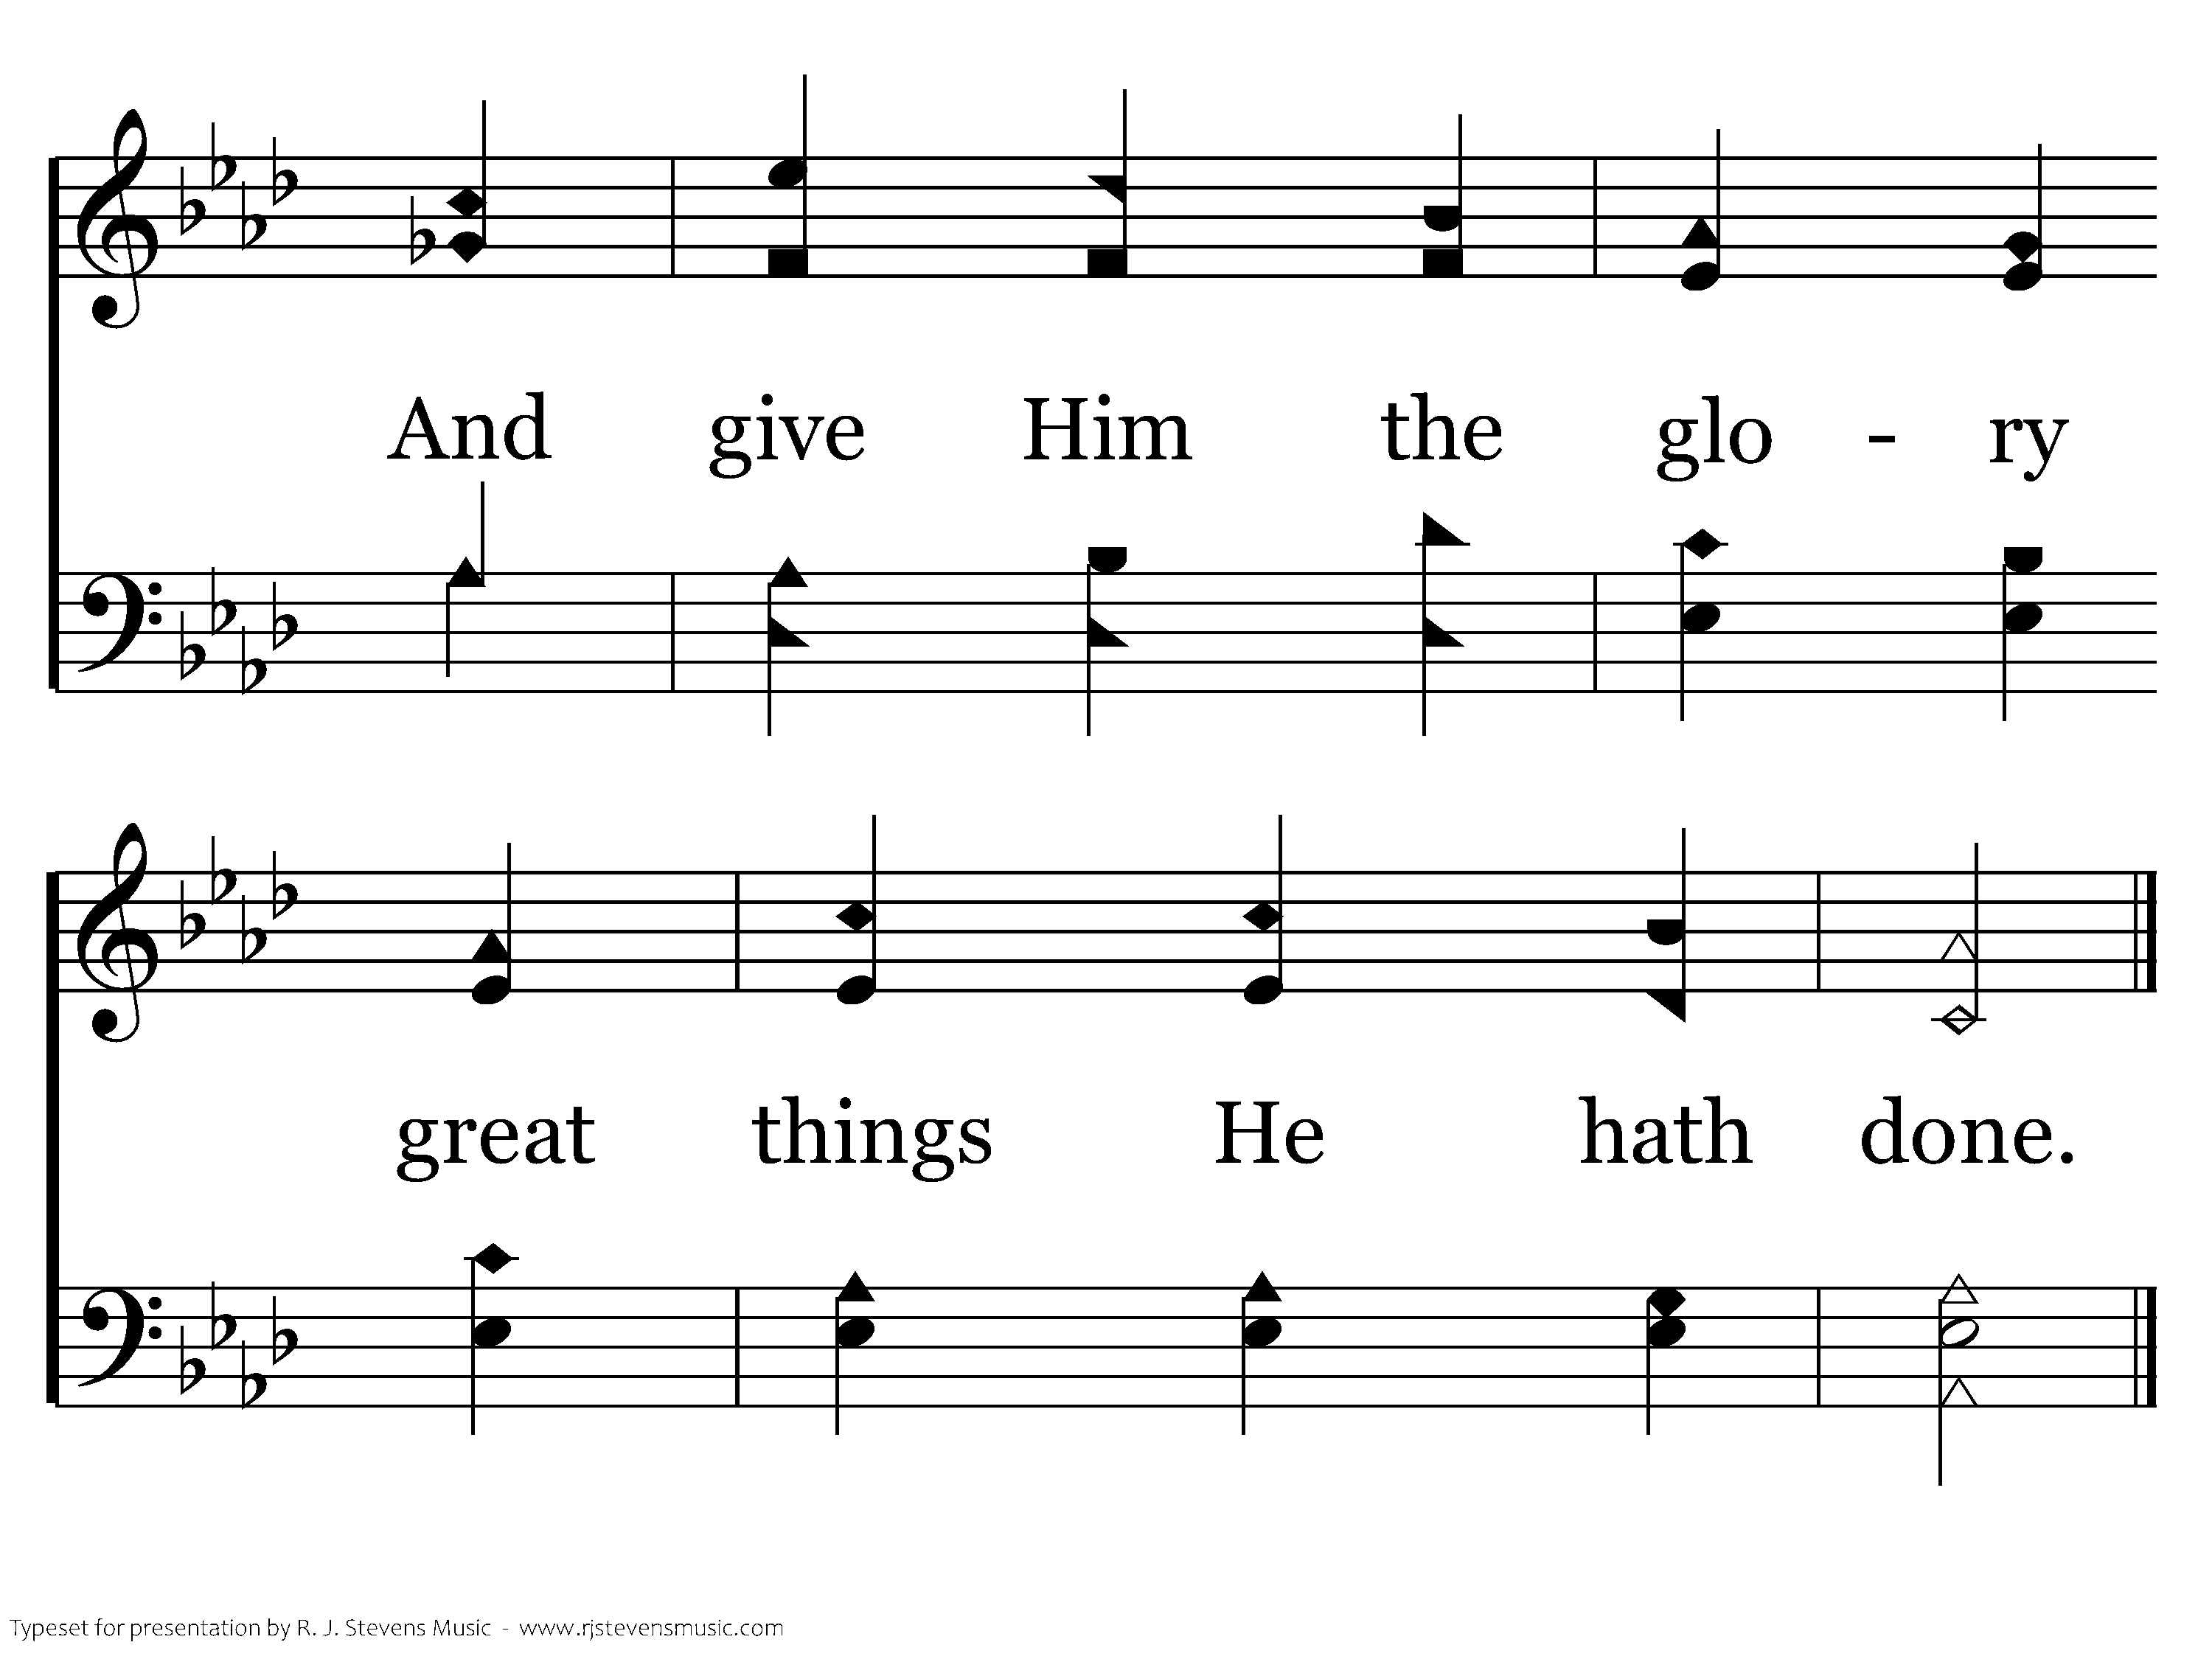 And give Him the glo - ry
great things He hath done.
Typeset for presentation by R. J. Stevens Music - www.rjstevensmusic.com